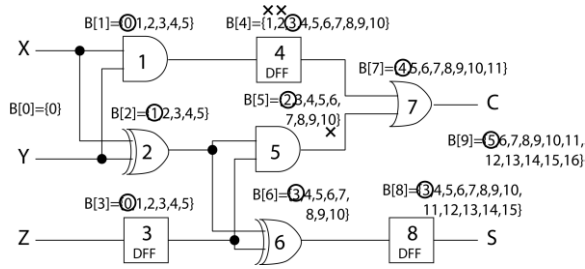 B[1]={0,1,2,3,4,5}
B[4]={1,2,3,4,5,6,7,8,9,10}
X
1
4
DFF
B[7]={4,5,6,7,8,9,10,11}
B[0]={0}
B[2]={1,2,3,4,5}
B[5]={2,3,4,5,6,
7,8,9,10}
7
C
Y
2
5
B[9]={5,6,7,8,9,10,11,
12,13,14,15,16}
B[3]={0,1,2,3,4,5}
B[6]={3,4,5,6,7,
8,9,10}
B[8]={3,4,5,6,7,8,9,10,
11,12,13,14,15}
Z
3
DFF
6
8
DFF
S